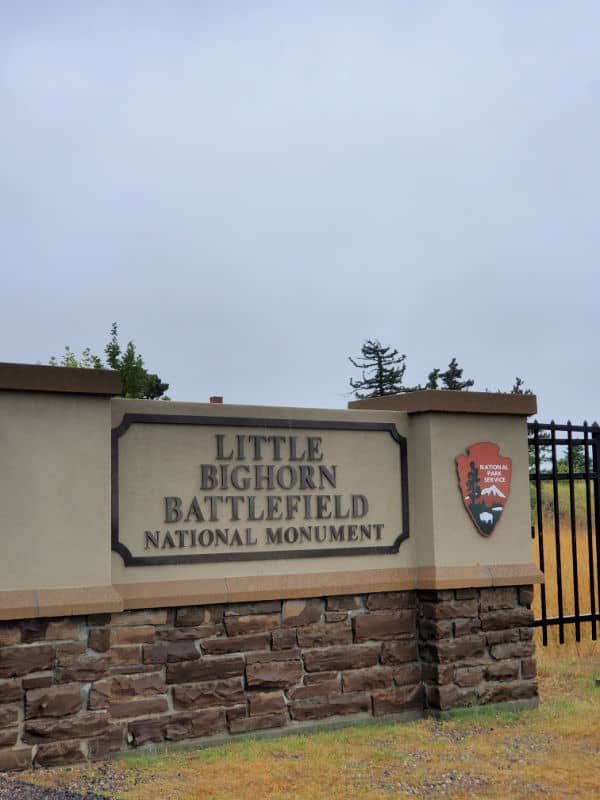 LITTLE
BIGHORN
BATTLEFIELD
NATIONAL MONUMENT
NATIONAL
PARK
SERVICE